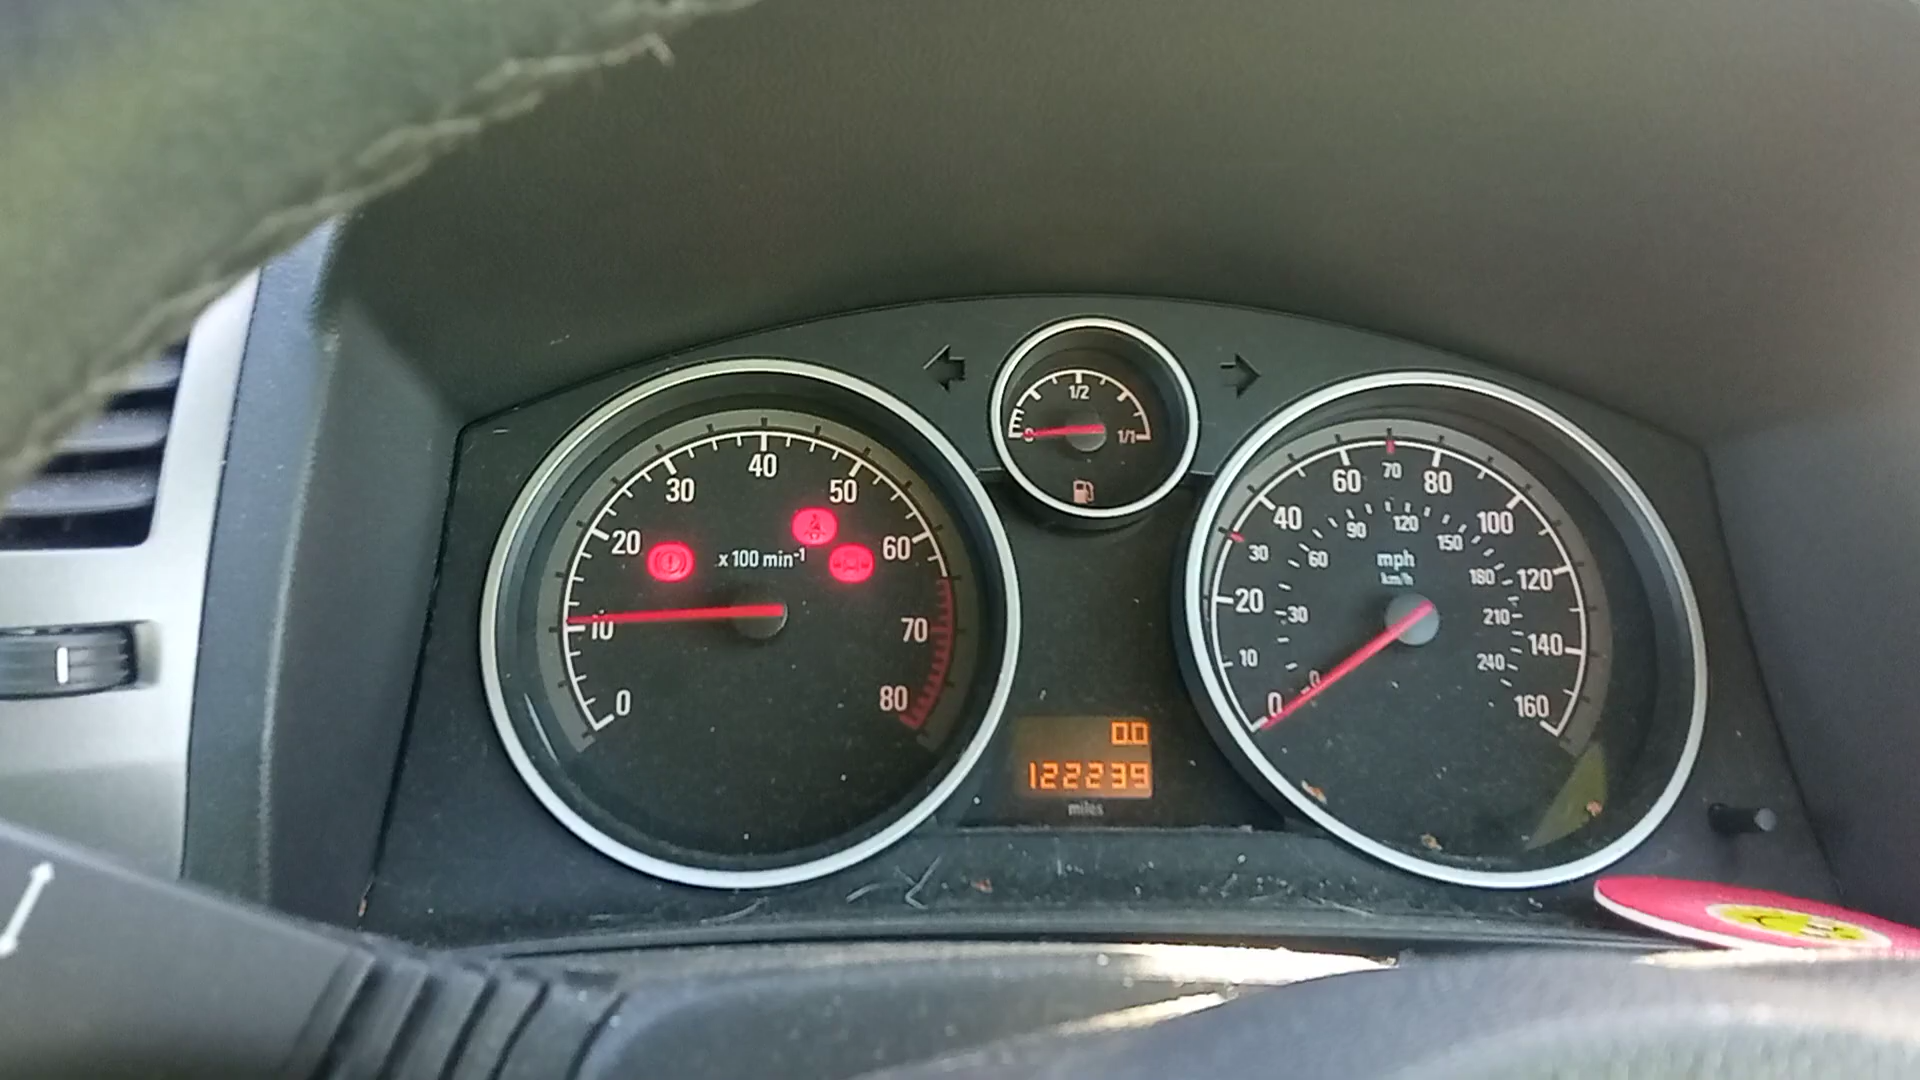 0 10 20 30 40 50 60 70 80
x 100 min-1
0 1/2 1/1
0 10 20 30 40 60 70 80 100 120 140 160
mph
km/h
0 30 60 90 120 150 180 210 240
0.0
122239
miles